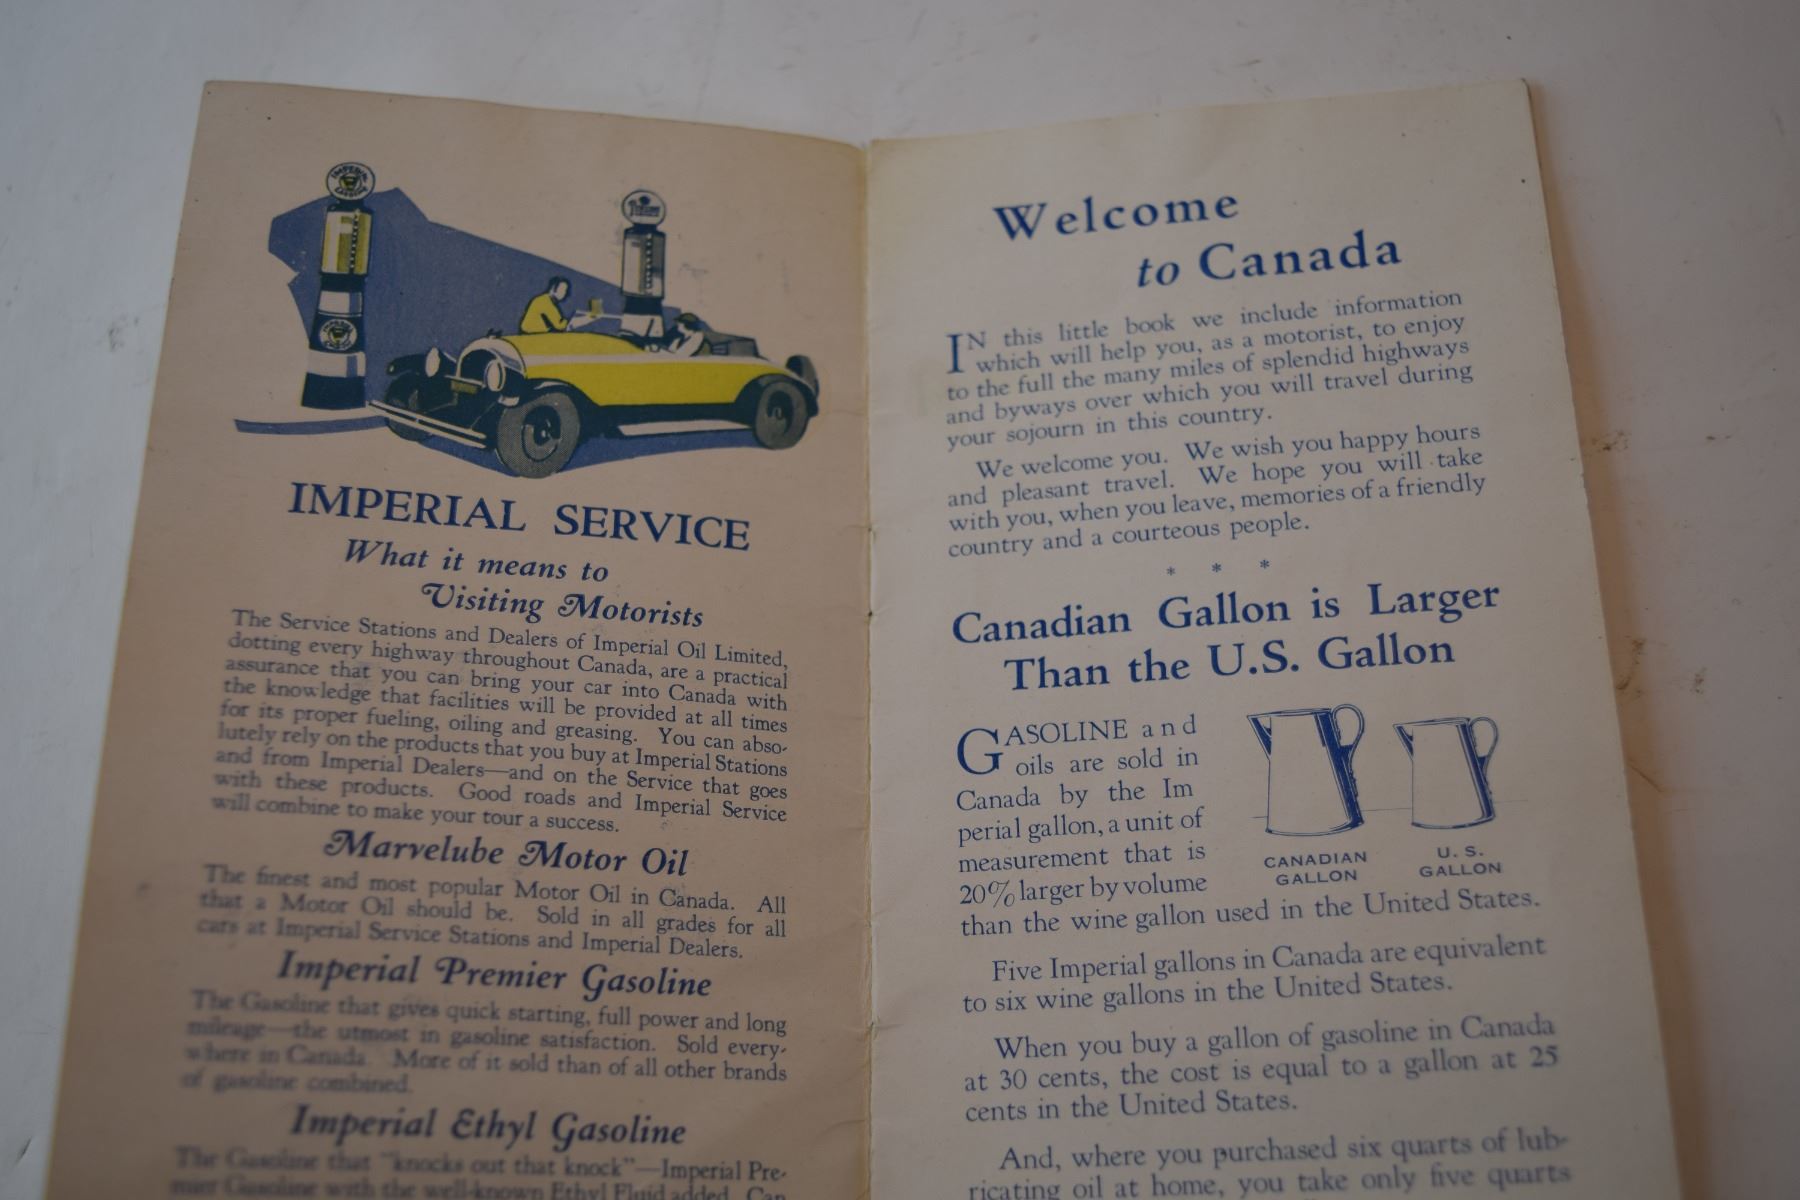 IMPERIAL
IMPERIAL SERVICE
What it means to
Visiting Motorists
The Service Stations and Dealers of Imperial Oil Limited,
dotting every highway throughout Canada, are a practical
assurance that you can bring your car into Canada with
the knowledge that facilities will be provided at all times
for its proper fueling, oiling and greasing. You can abso-
lutely rely on the products that you buy at Imperial Stations
and from Imperial Dealers—and on the Service that goes
with these products. Good roads and Imperial Service
will combine to make your tour a success.
Marvelube Motor Oil
The finest and most popular Motor Oil in Canada. All
that a Motor Oil should be. Sold in all grades for all
cars at Imperial Service Stations and Imperial Dealers.
Imperial Premier Gasoline
The Gasoline that gives quick starting, full power and long
mileage—the utmost in gasoline satisfaction. Sold every-
where in Canada. More of it sold than of all other brands
of gasoline combined.
Imperial Ethyl Gasoline
The Gasoline that "knocks out that knock"—Imperial Pre-
mier Gasoline with the well-known Ethyl Fluid added. Can
Welcome
to Canada
IN this little book we include information
which will help you, as a motorist, to enjoy
to the full the many miles of splendid highways
and byways over which you will travel during
your sojourn in this country.
We welcome you. We wish you happy hours
and pleasant travel. We hope you will take
with you, when you leave, memories of a friendly
country and a courteous people.
* * *
Canadian Gallon is Larger
Than the U.S. Gallon
GASOLINE and
oils are sold in
Canada by the Im
perial gallon, a unit of
measurement that is
20% larger by volume
than the wine gallon used in the United States.
CANADIAN
GALLON
U. S.
GALLON
Five Imperial gallons in Canada are equivalent
to six wine gallons in the United States.
When you buy a gallon of gasoline in Canada
at 30 cents, the cost is equal to a gallon at 25
cents in the United States.
And, where you purchased six quarts of lub-
ricating oil at home, you take only five quarts